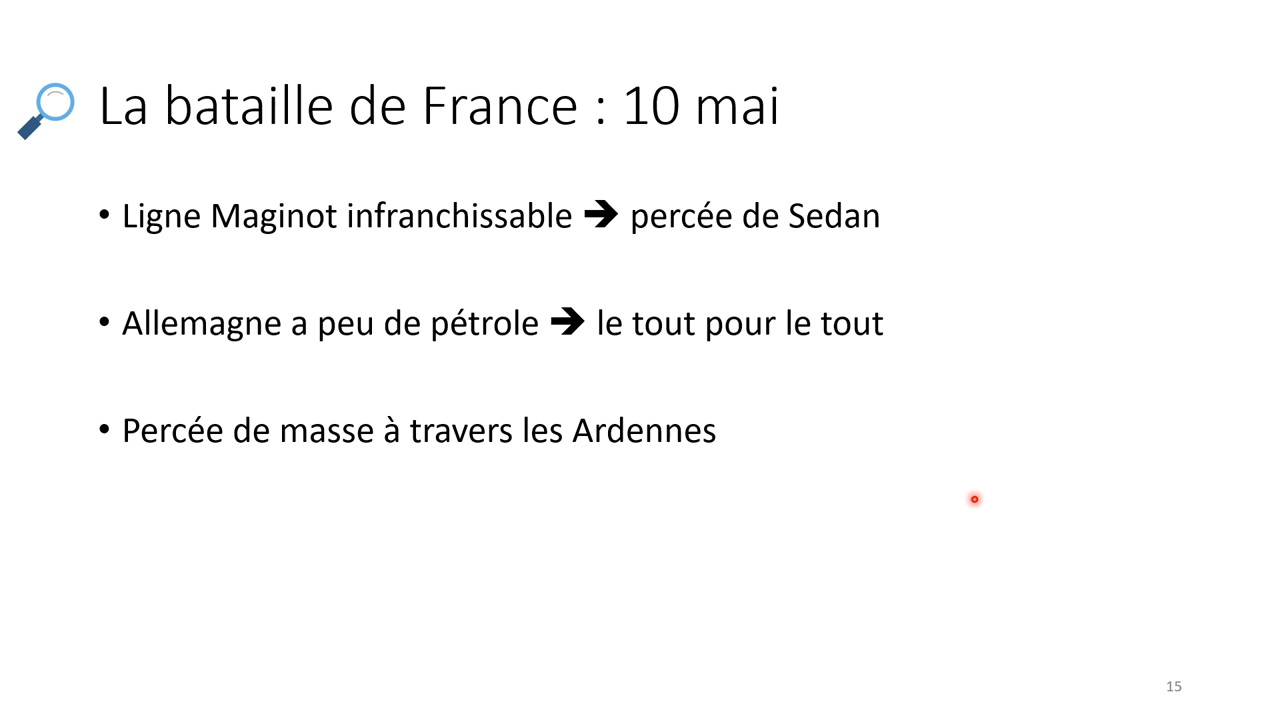 La bataille de France : 10 mai
• Ligne Maginot infranchissable ➔ percée de Sedan
• Allemagne a peu de pétrole ➔ le tout pour le tout
• Percée de masse à travers les Ardennes
15